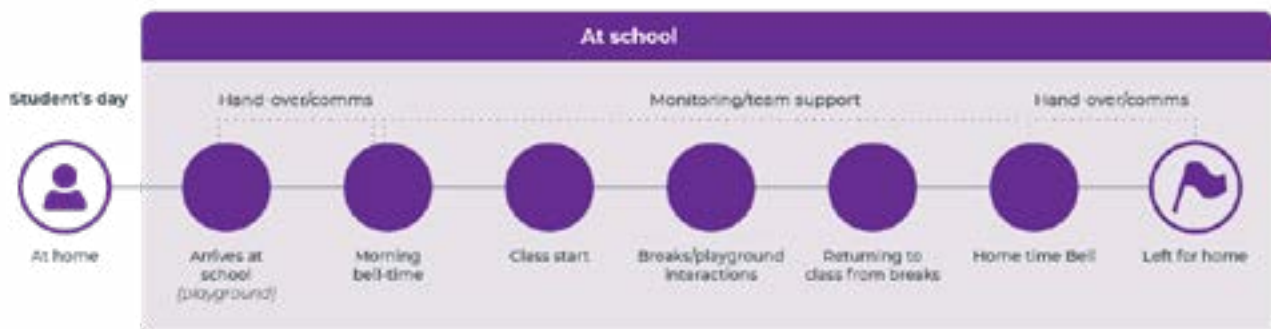 At school
Student's day
Hand-over/comms
Monitoring/team support
Hand over/comms
At home
Arrives at
school
(playground)
Morning
bell-time
Class start
Breaks/playground
interactions
Returning to
class from breaks
Home time Bell
Left for home